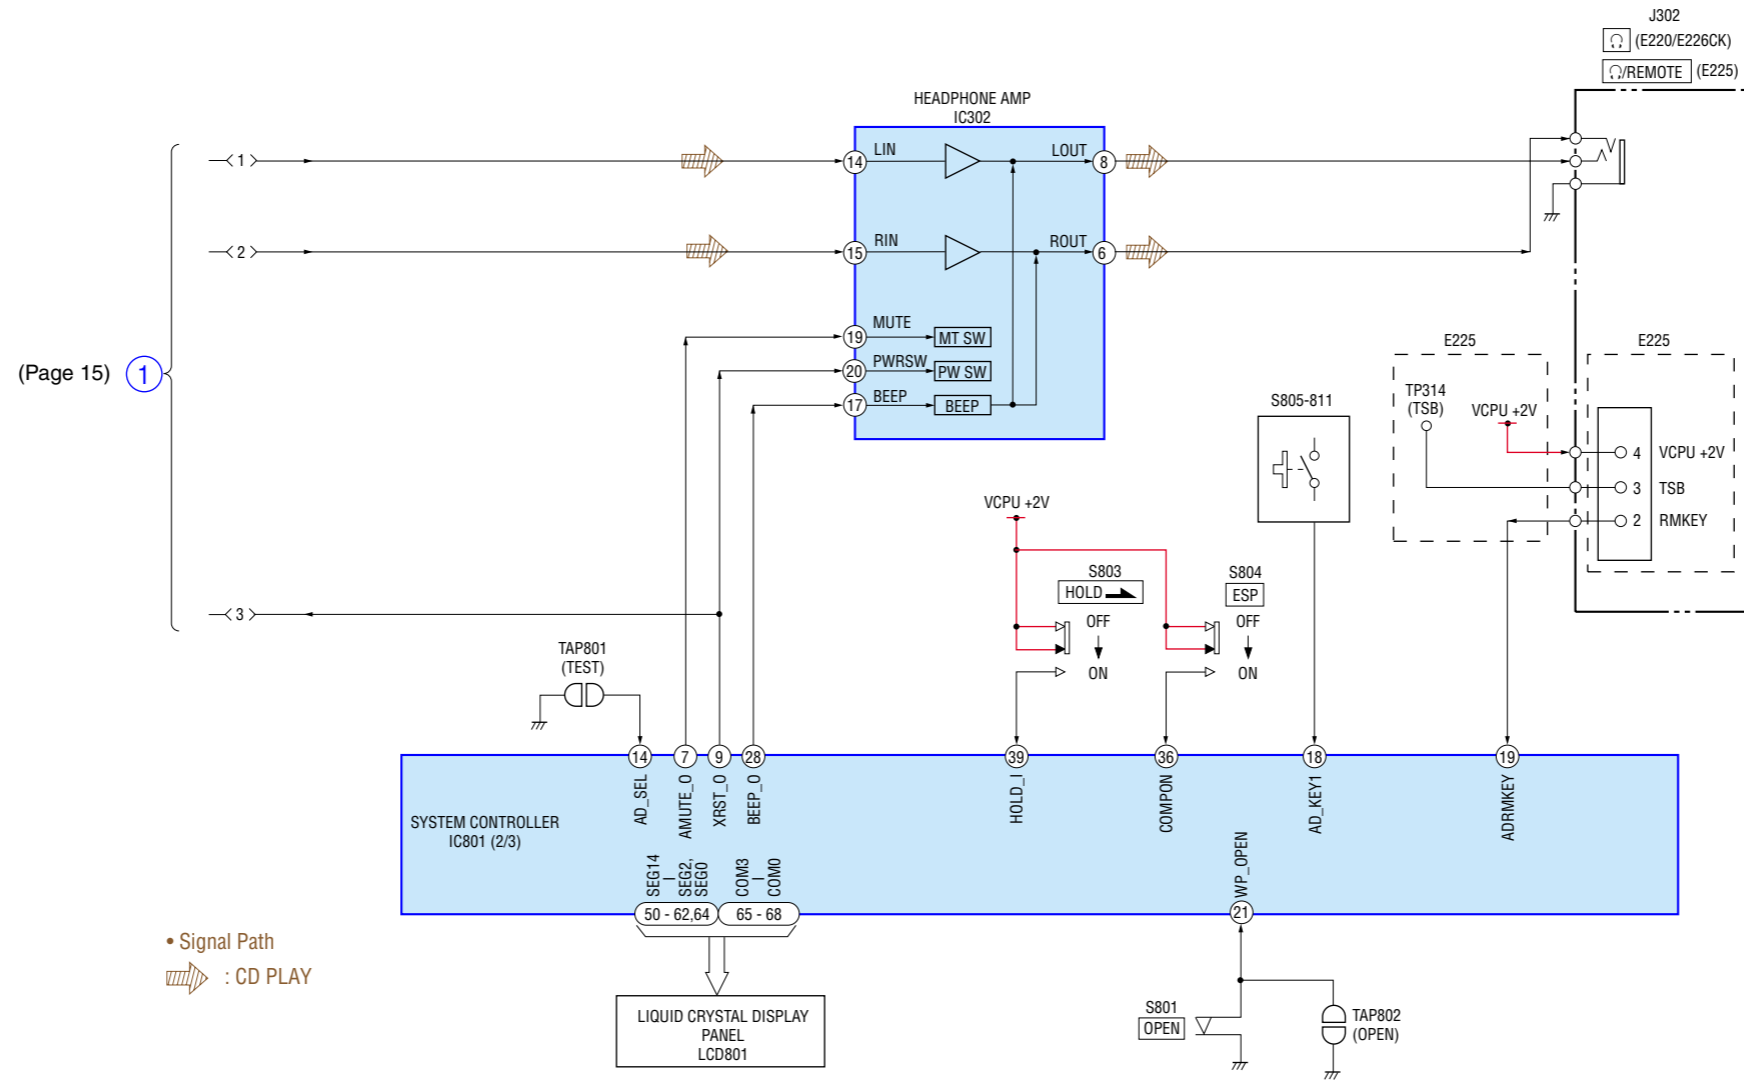 J302
(E220/E226CK)
/REMOTE (E225)
HEADPHONE AMP
IC302
1
14
LIN
LOUT
8
2
15
RIN
ROUT
6
19
MUTE
MT SW
20
PWRSW
PW SW
17
BEEP
BEEP
(Page 15) 1
E225
E225
TP314
(TSB)
VCPU +2V
4 VCPU +2V
3 TSB
2 RMKEY
S805-811
VCPU +2V
S803
HOLD
OFF
ON
S804
ESP
OFF
ON
3
TAP801
(TEST)
14
7
9
28
39
36
18
19
AD_SEL
AMUTE_O
XRST_O
BEEP_O
HOLD_I
COMPON
AD_KEY1
ADRMKEY
SYSTEM CONTROLLER
IC801 (2/3)
SEG14
I
SEG2,
SEG0
COM3
I
COM0
WP_OPEN
50 - 62,64
65 - 68
21
• Signal Path
: CD PLAY
LIQUID CRYSTAL DISPLAY
PANEL
LCD801
S801
OPEN
TAP802
(OPEN)